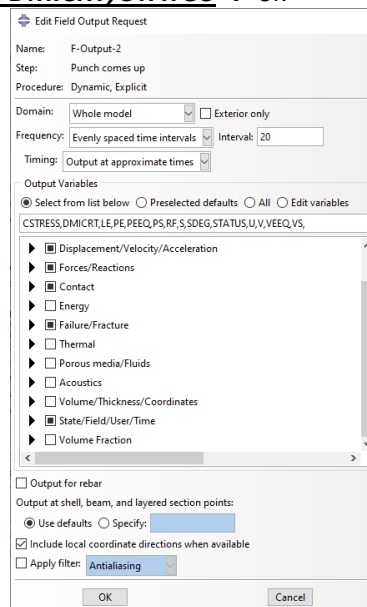 Edit Field Output Request
Name: F-Output-2
Step: Punch comes up
Procedure: Dynamic, Explicit
Domain: Whole model Exterior only
Frequency: Evenly spaced time intervals Interval: 20
Timing: Output at approximate times
Output Variables
Select from list below Preselected defaults All Edit variables
CSTRESS,DMICRT,LE,PE,PEEQ,PS,RF,S,SDEG,STATUS,U,V,VEEQ,VS,
Displacement/Velocity/Acceleration
Forces/Reactions
Contact
Energy
Failure/Fracture
Thermal
Porous media/Fluids
Acoustics
Volume/Thickness/Coordinates
State/Field/User/Time
Volume Fraction
Output for rebar
Output at shell, beam, and layered section points:
Use defaults Specify:
Include local coordinate directions when available
Apply filter: Antialiasing
OK Cancel